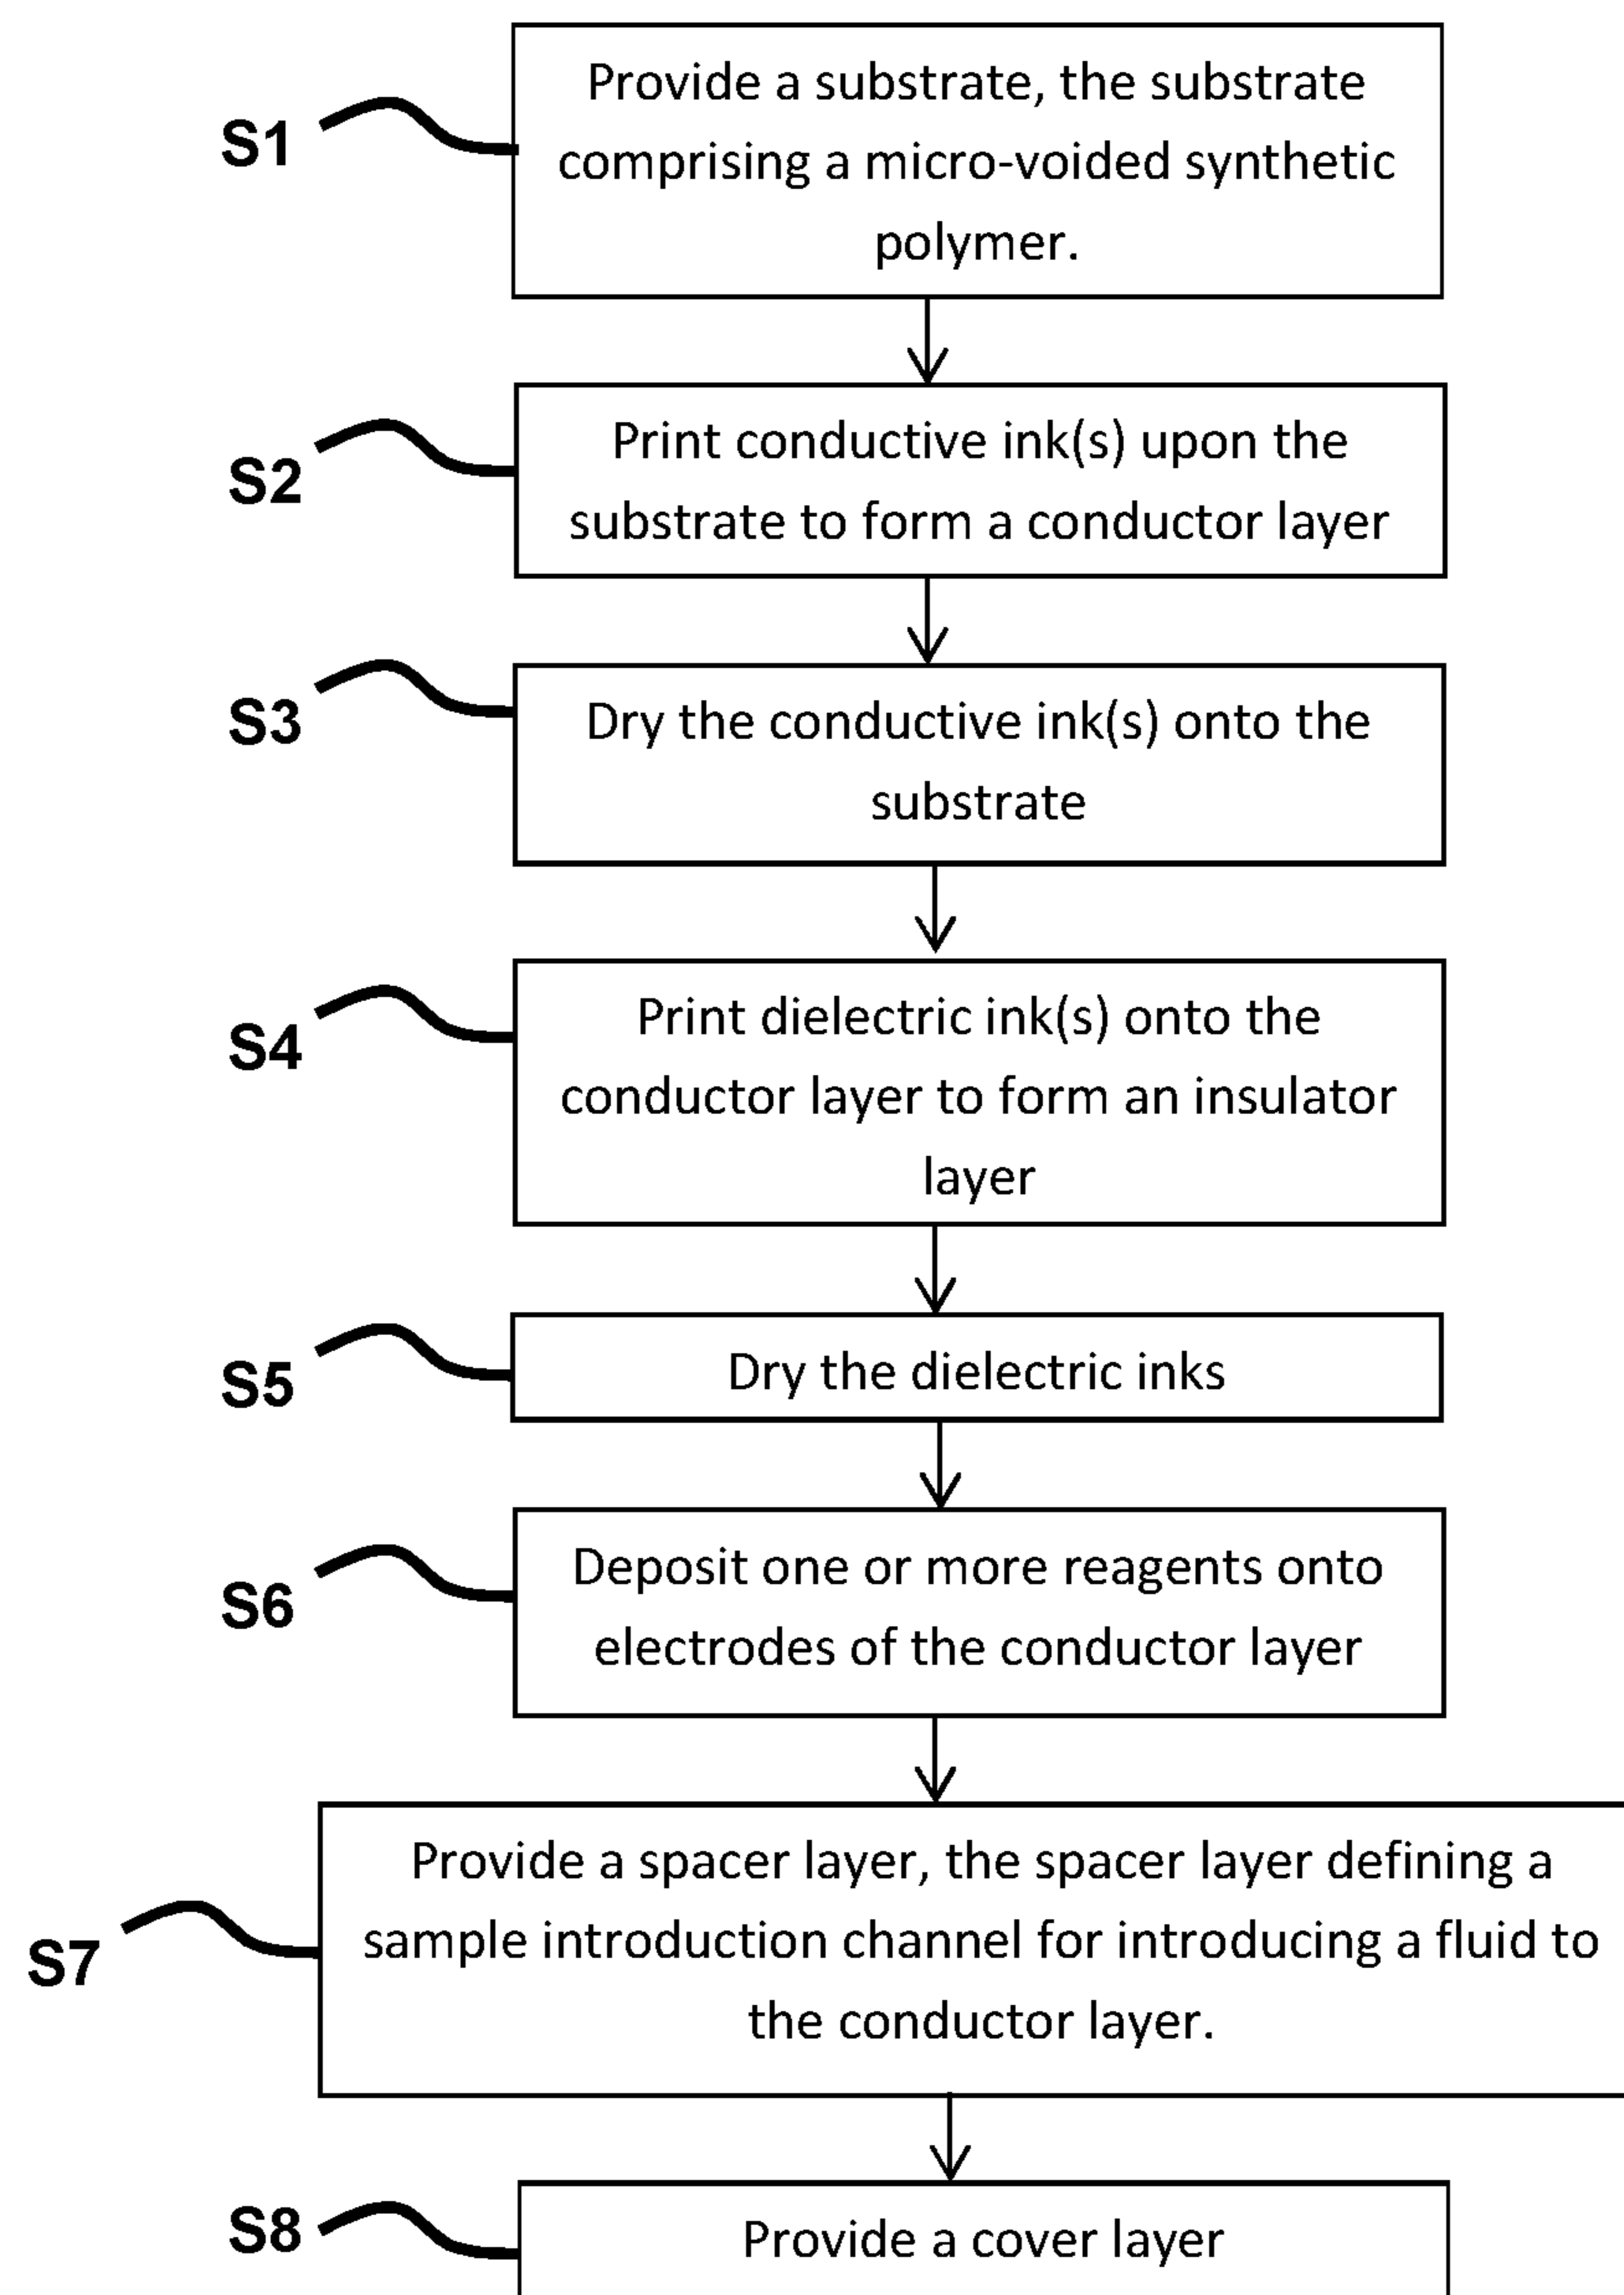 Provide a substrate, the substrate
comprising a micro-voided synthetic
polymer.
S1
Print conductive ink(s) upon the
substrate to form a conductor layer
S2
Dry the conductive ink(s) onto the
substrate
S3
Print dielectric ink(s) onto the
conductor layer to form an insulator
layer
S4
Dry the dielectric inks
S5
Deposit one or more reagents onto
electrodes of the conductor layer
S6
Provide a spacer layer, the spacer layer defining a
sample introduction channel for introducing a fluid to
the conductor layer.
S7
Provide a cover layer
S8